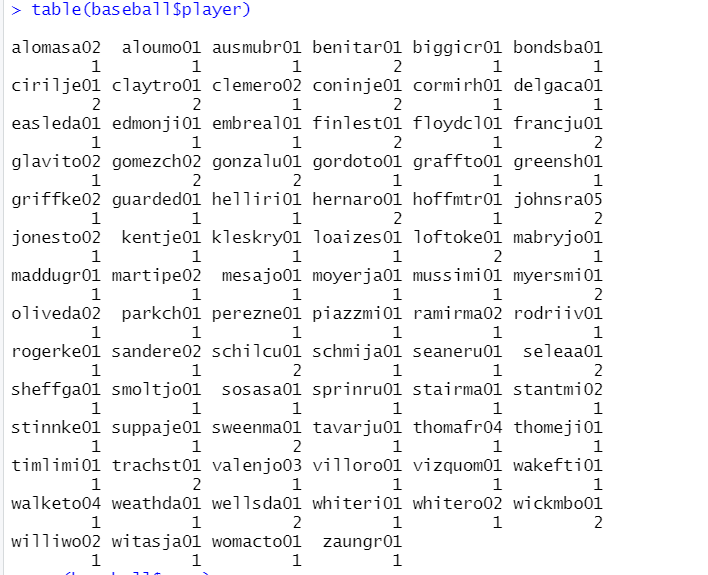 > table(baseball$player)
alomasa02 aloumo01 ausmubr01 benitar01 biggicr01 bondsba01
1 1 1 2 1 1
cirilje01 claytro01 clemero02 coninje01 cormirh01 delgaca01
2 2 1 2 1 1
easleda01 edmonji01 embreal01 finlest01 floydcl01 francju01
1 1 1 2 1 2
glavito02 gomezch02 gonzalu01 gordoto01 graffto01 greensh01
1 2 2 1 1 1
griffke02 guarded01 helliri01 hernaro01 hoffmtr01 johnsra05
1 1 1 2 1 2
jonesto02 kentje01 kleskry01 loaizes01 loftoke01 mabryjo01
1 1 1 1 2 1
maddugr01 martipe02 mesajo01 moyerja01 mussimi01 myersmi01
1 1 1 1 1 2
oliveda02 parkch01 perezne01 piazzmi01 ramirma02 rodriiv01
1 1 1 1 1 1
rogerke01 sandere02 schilcu01 schmija01 seaneru01 seleaa01
1 1 2 1 1 2
sheffga01 smoltjo01 sosasa01 sprinru01 stairma01 stantmi02
1 1 1 1 1 1
stinnke01 suppaje01 sweenma01 tavarju01 thomafr04 thomeji01
1 1 2 1 1 1
timlimi01 trachst01 valenjo03 villoro01 vizquom01 wakefti01
1 2 1 1 1 1
walketo04 weathda01 wellsda01 whiteri01 whitero02 wickmbo01
1 1 2 1 1 2
williwo02 witasja01 womacto01 zaungr01
1 1 1 1